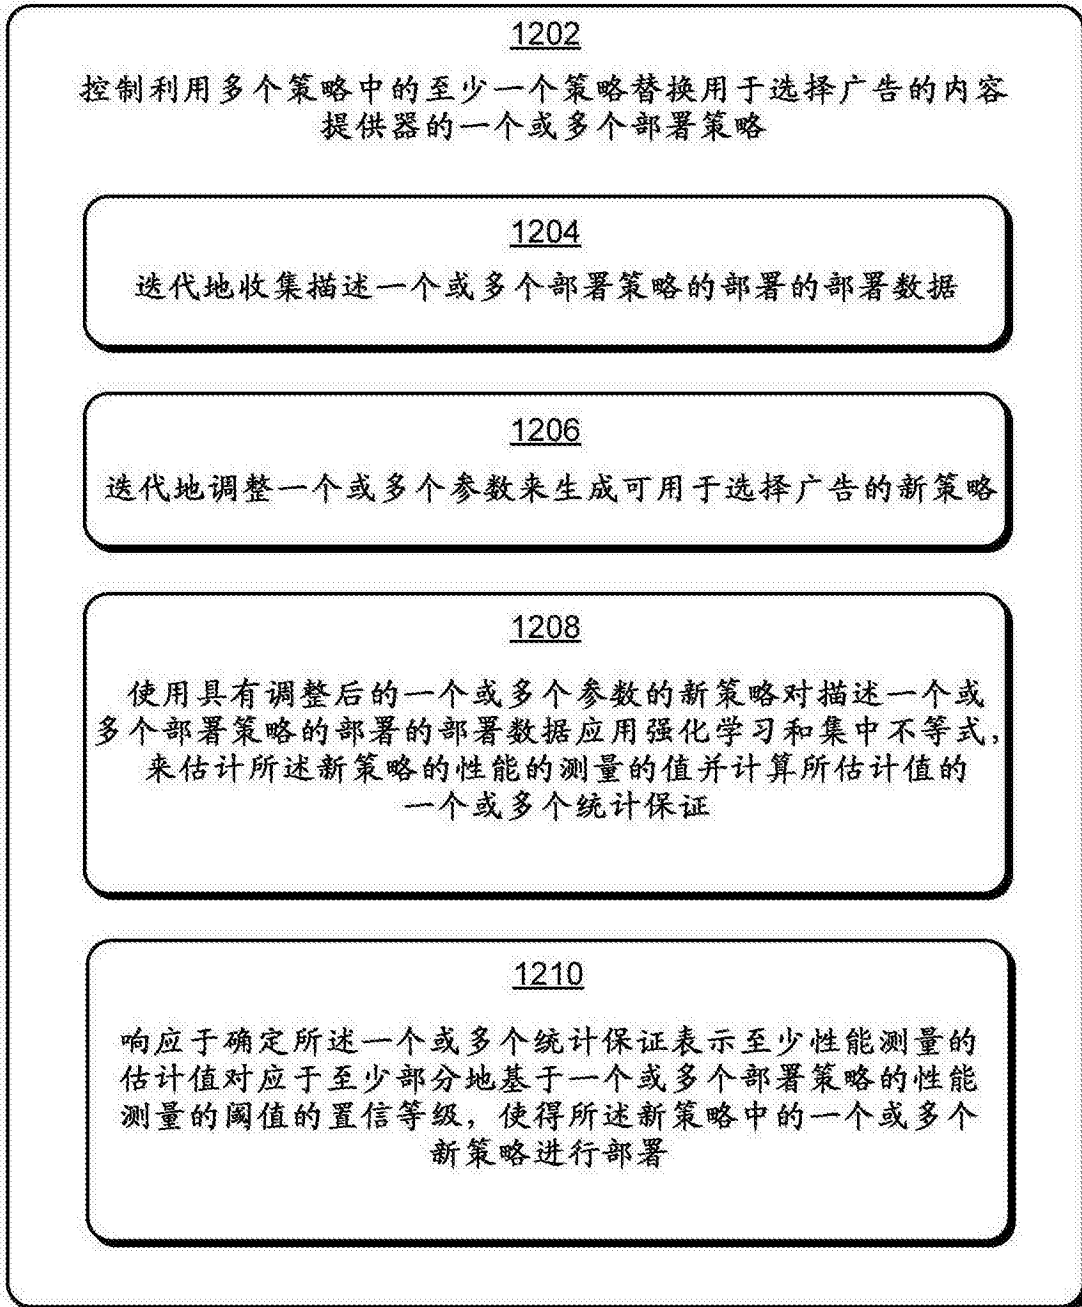 1202
控制利用多个策略中的至少一个策略替换用于选择广告的内容
提供器的一个或多个部署策略
1204
迭代地收集描述一个或多个部署策略的部署的部署数据
1206
迭代地调整一个或多个参数来生成可用于选择广告的新策略
1208
使用具有调整后的一个或多个参数的新策略对描述一个或
多个部署策略的部署的部署数据应用强化学习和集中不等式，
来估计所述新策略的性能的测量的值并计算所估计值的
一个或多个统计保证
1210
响应于确定所述一个或多个统计保证表示至少性能测量的
估计值对应于至少部分地基于一个或多个部署策略的性能
测量的阈值的置信等级，使得所述新策略中的一个或多个
新策略进行部署